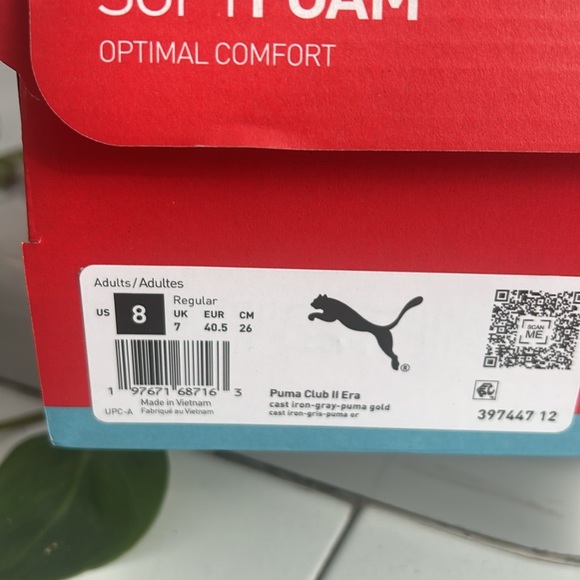 SOFTFOAM
OPTIMAL COMFORT
Adults/Adultes
Regular
US 8 UK EUR CM
7 40.5 26
1 97671 68716 3
Made in Vietnam
UPC-A Fabriqué au Vietnam
®
Puma Club II Era
cast iron-gray-puma gold
cast iron-gris-puma or
SCAN
ME
397447 12